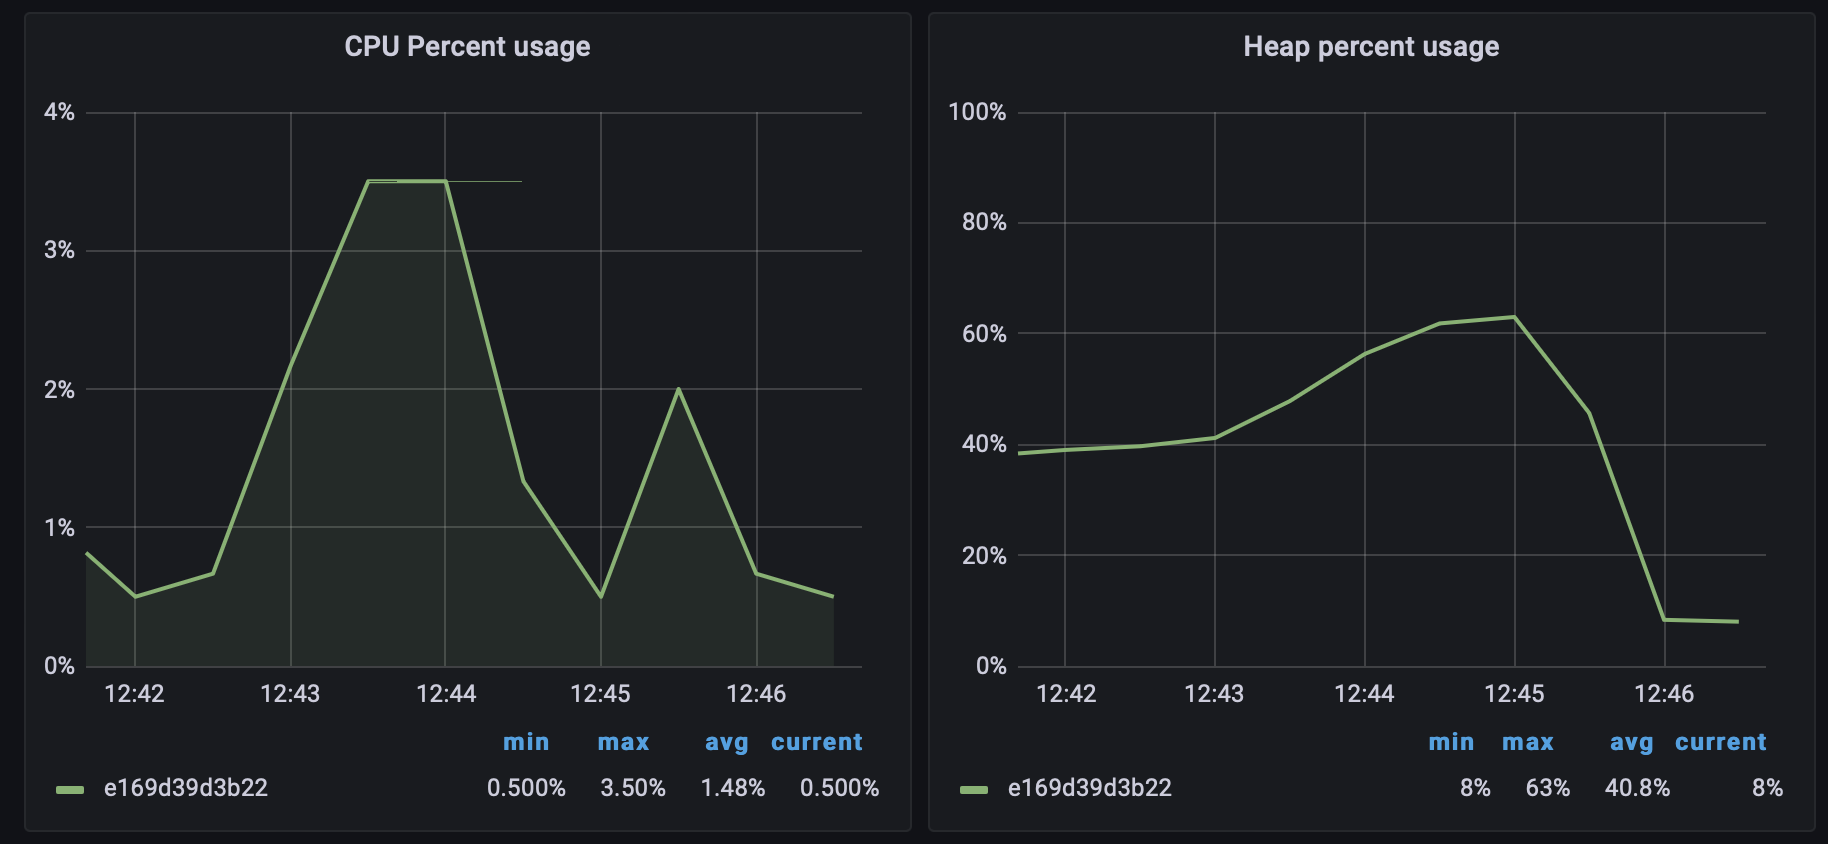 CPU Percent usage
4%
3%
2%
1%
0%
12:42 12:43 12:44 12:45 12:46
min max avg current
e169d39d3b22 0.500% 3.50% 1.48% 0.500%
Heap percent usage
100%
80%
60%
40%
20%
0%
12:42 12:43 12:44 12:45 12:46
min max avg current
e169d39d3b22 8% 63% 40.8% 8%